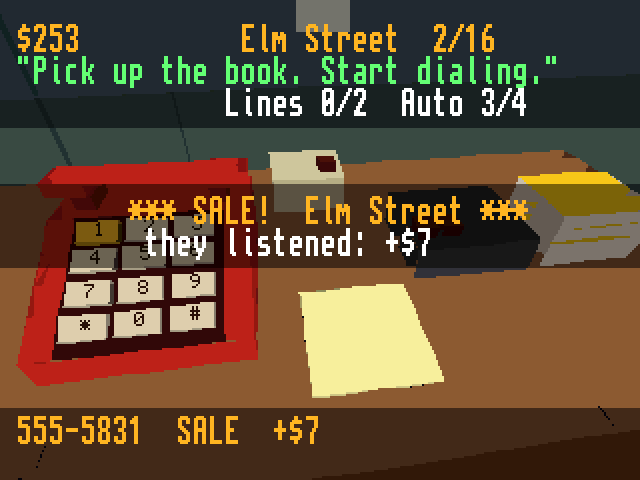 $253 Elm Street 2/16
"Pick up the book. Start dialing."
Lines 0/2 Auto 3/4
*** SALE! Elm Street ***
they listened: +$7
1
4 5
7 8 9
* 0 #
555-5831 SALE +$7